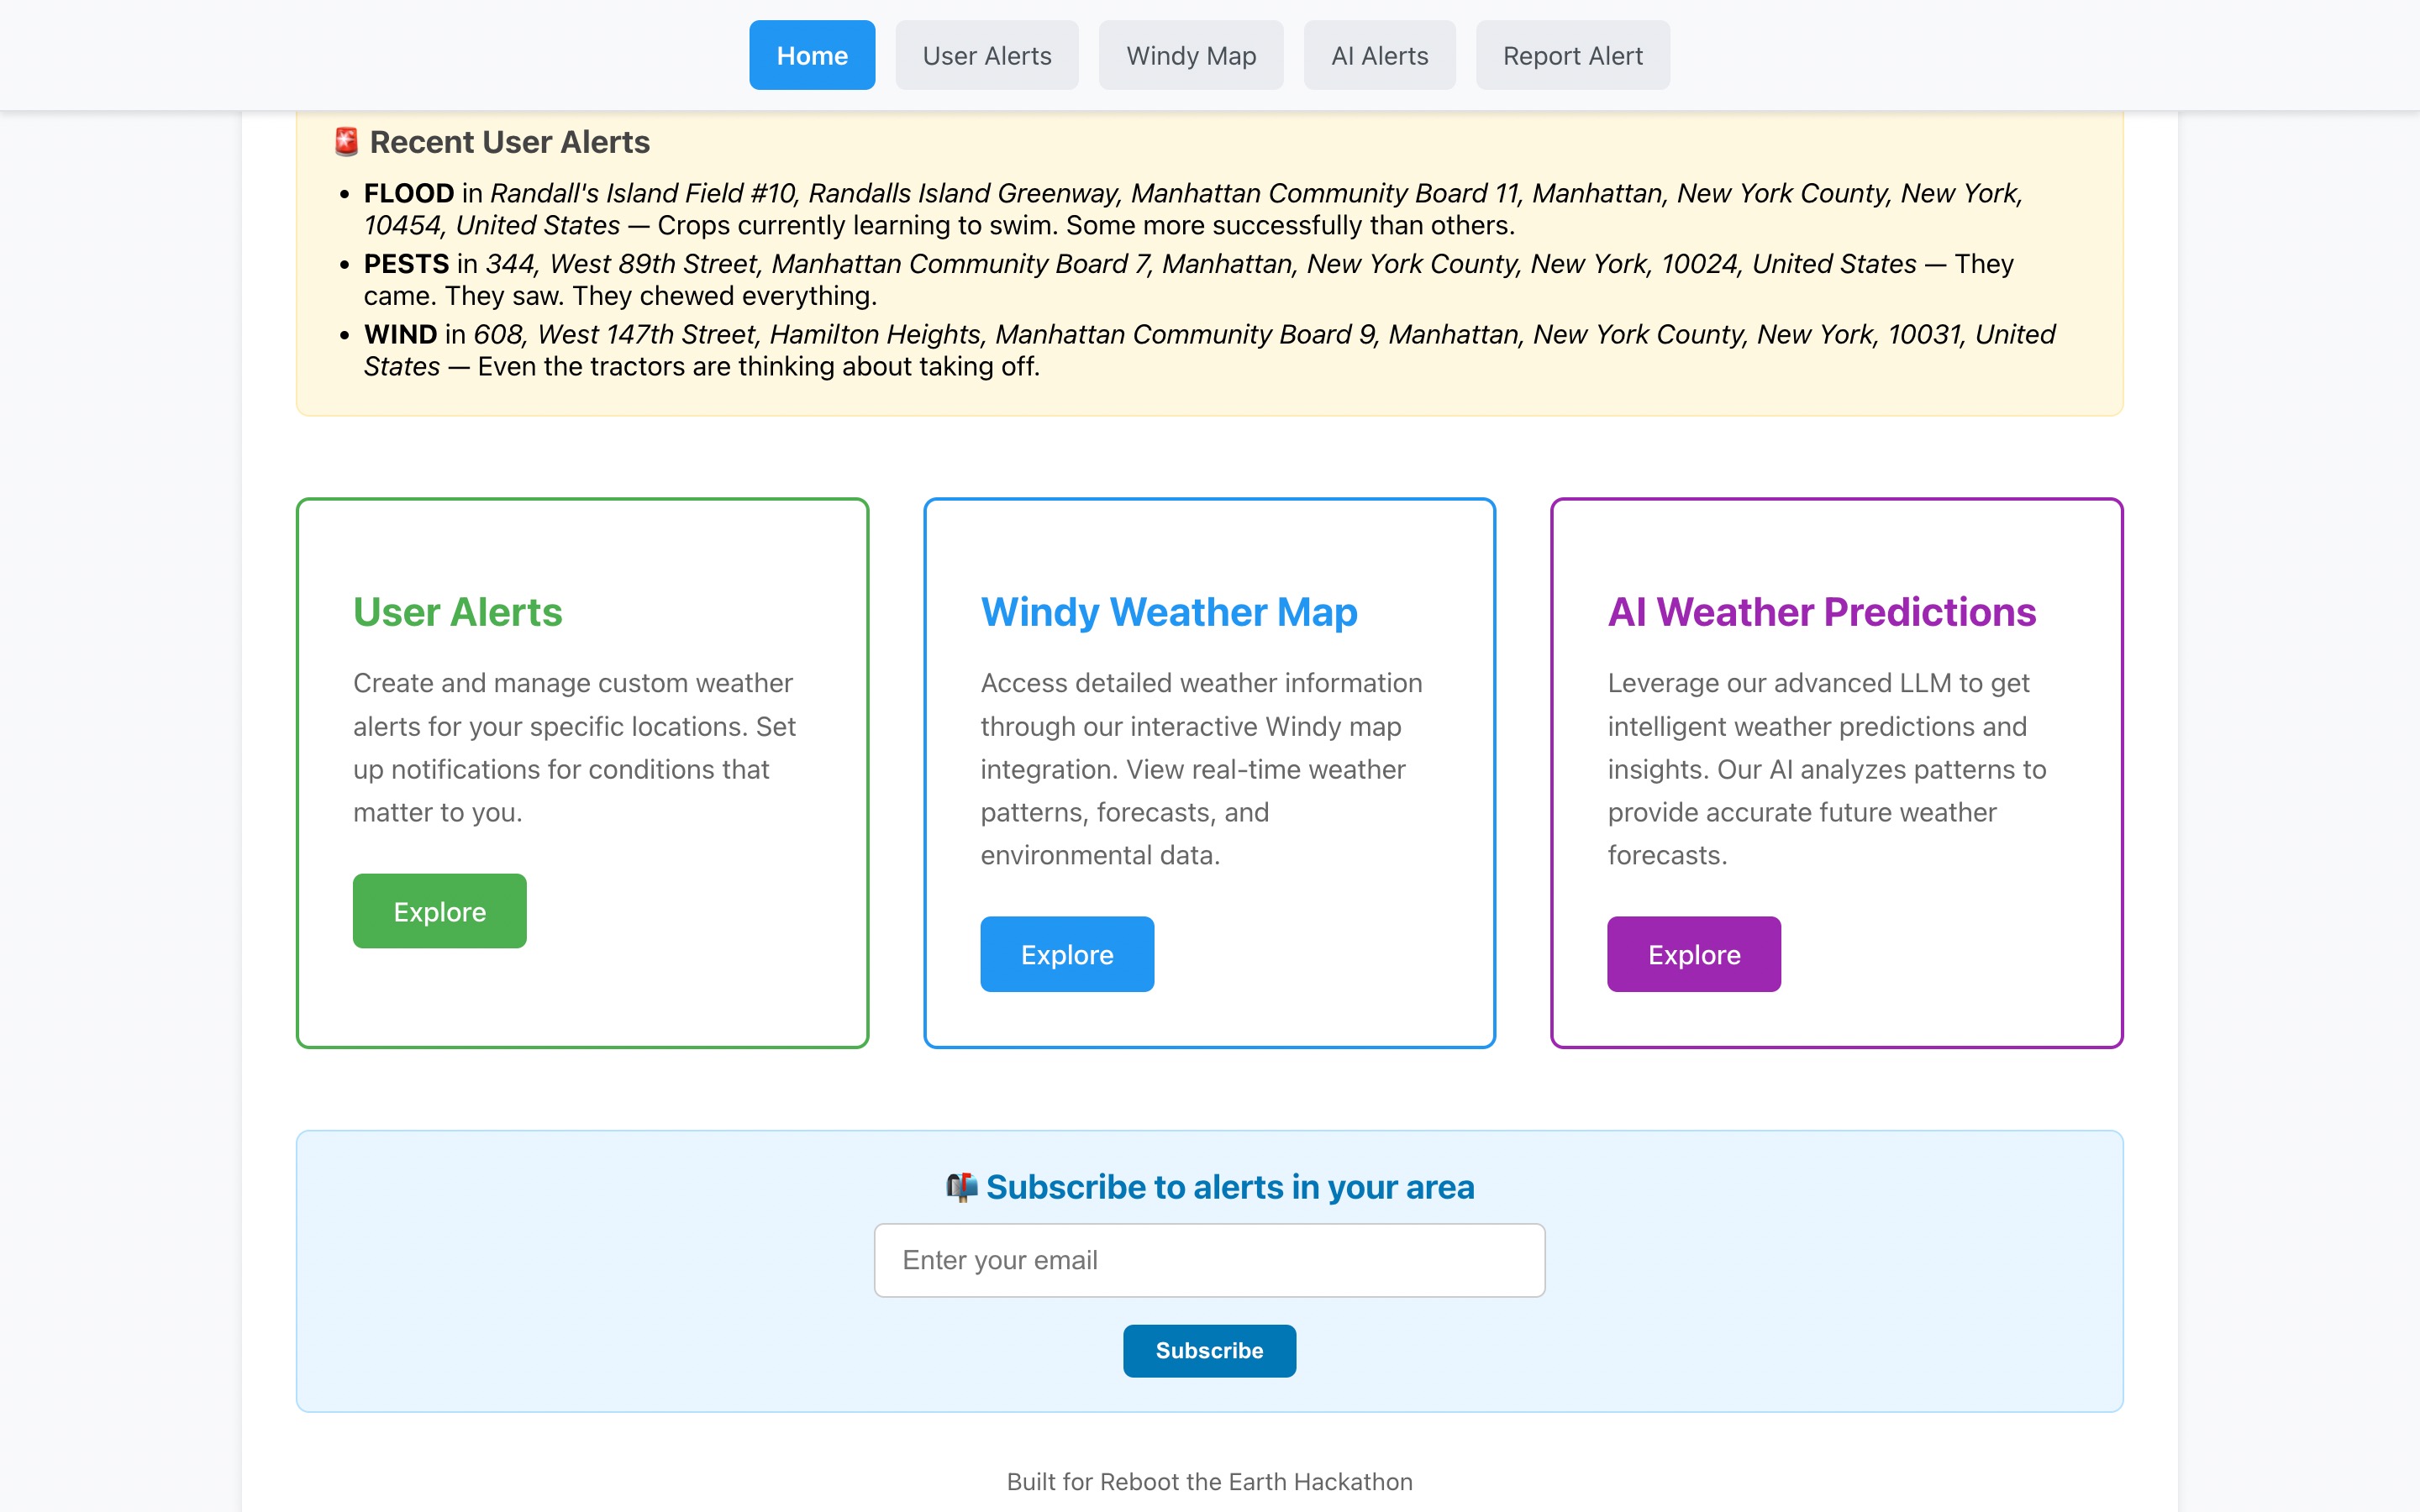 Home
User Alerts
Windy Map
AI Alerts
Report Alert
🚨 Recent User Alerts
• FLOOD in Randall's Island Field #10, Randalls Island Greenway, Manhattan Community Board 11, Manhattan, New York County, New York,
10454, United States — Crops currently learning to swim. Some more successfully than others.
• PESTS in 344, West 89th Street, Manhattan Community Board 7, Manhattan, New York County, New York, 10024, United States — They
came. They saw. They chewed everything.
• WIND in 608, West 147th Street, Hamilton Heights, Manhattan Community Board 9, Manhattan, New York County, New York, 10031, United
States — Even the tractors are thinking about taking off.
User Alerts
Create and manage custom weather
alerts for your specific locations. Set
up notifications for conditions that
matter to you.
Explore
Windy Weather Map
Access detailed weather information
through our interactive Windy map
integration. View real-time weather
patterns, forecasts, and
environmental data.
Explore
AI Weather Predictions
Leverage our advanced LLM to get
intelligent weather predictions and
insights. Our AI analyzes patterns to
provide accurate future weather
forecasts.
Explore
📬 Subscribe to alerts in your area
Enter your email
Subscribe
Built for Reboot the Earth Hackathon